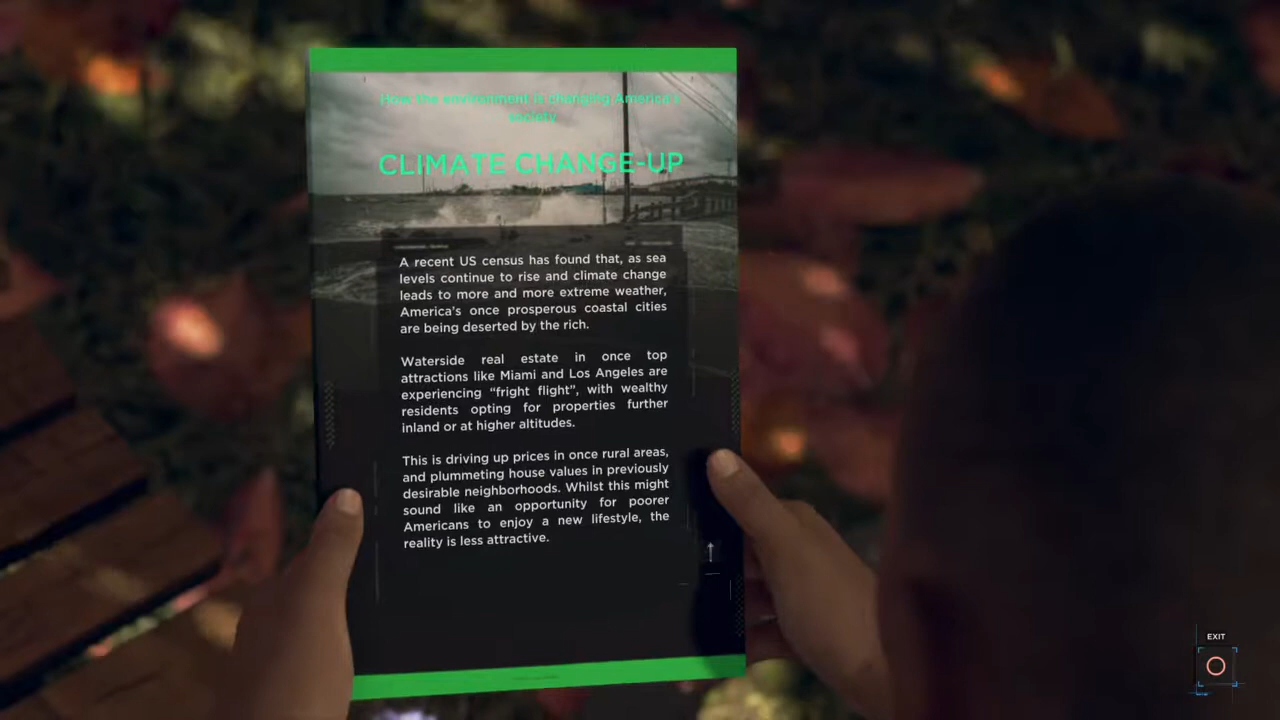 How the environment is changing America's
society
CLIMATE CHANGE-UP
A recent US census has found that, as sea
levels continue to rise and climate change
leads to more and more extreme weather,
America's once prosperous coastal cities
are being deserted by the rich.
Waterside real estate in once top
attractions like Miami and Los Angeles are
experiencing “fright flight”, with wealthy
residents opting for properties further
inland or at higher altitudes.
This is driving up prices in once rural areas,
and plummeting house values in previously
desirable neighborhoods. Whilst this might
sound like an opportunity for poorer
Americans to enjoy a new lifestyle, the
reality is less attractive.
EXIT